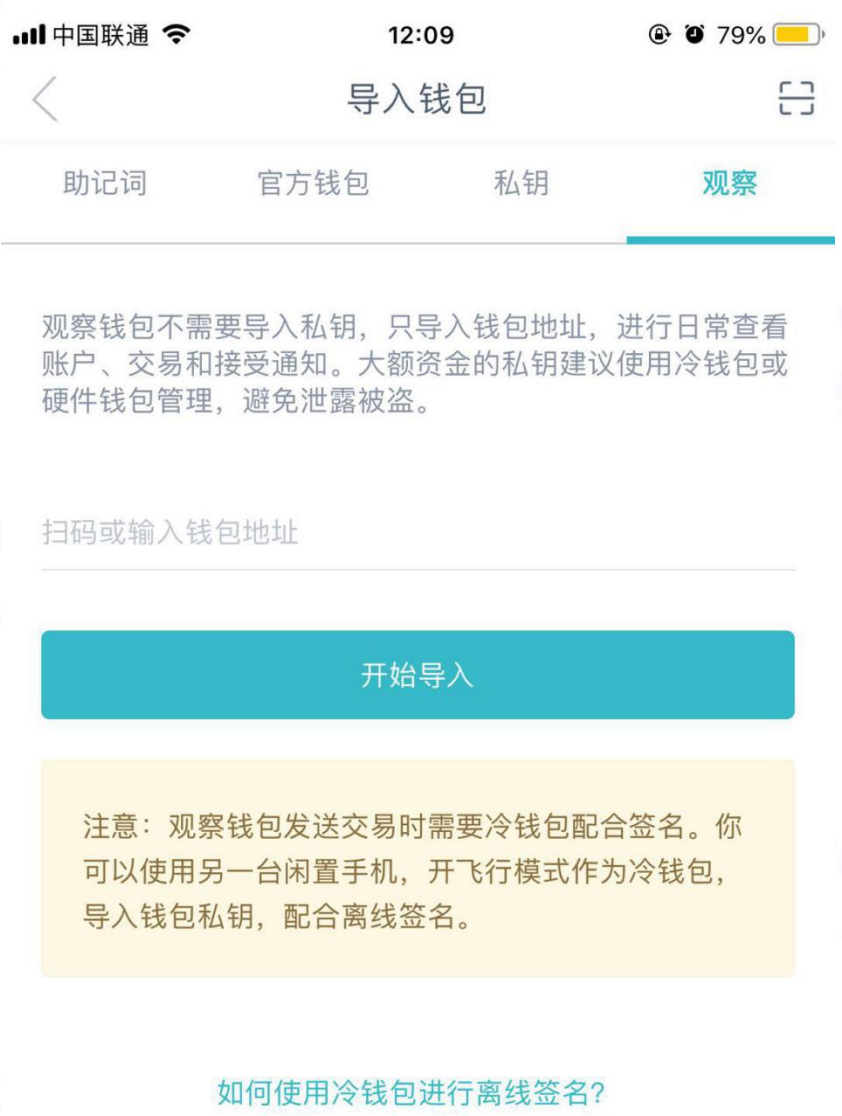 中国联通 12:09 79%
导入钱包
助记词 官方钱包 私钥 观察
观察钱包不需要导入私钥，只导入钱包地址，进行日常查看
账户、交易和接受通知。大额资金的私钥建议使用冷钱包或
硬件钱包管理，避免泄露被盗。
扫码或输入钱包地址
开始导入
注意：观察钱包发送交易时需要冷钱包配合签名。你
可以使用另一台闲置手机，开飞行模式作为冷钱包，
导入钱包私钥，配合离线签名。
如何使用冷钱包进行离线签名?